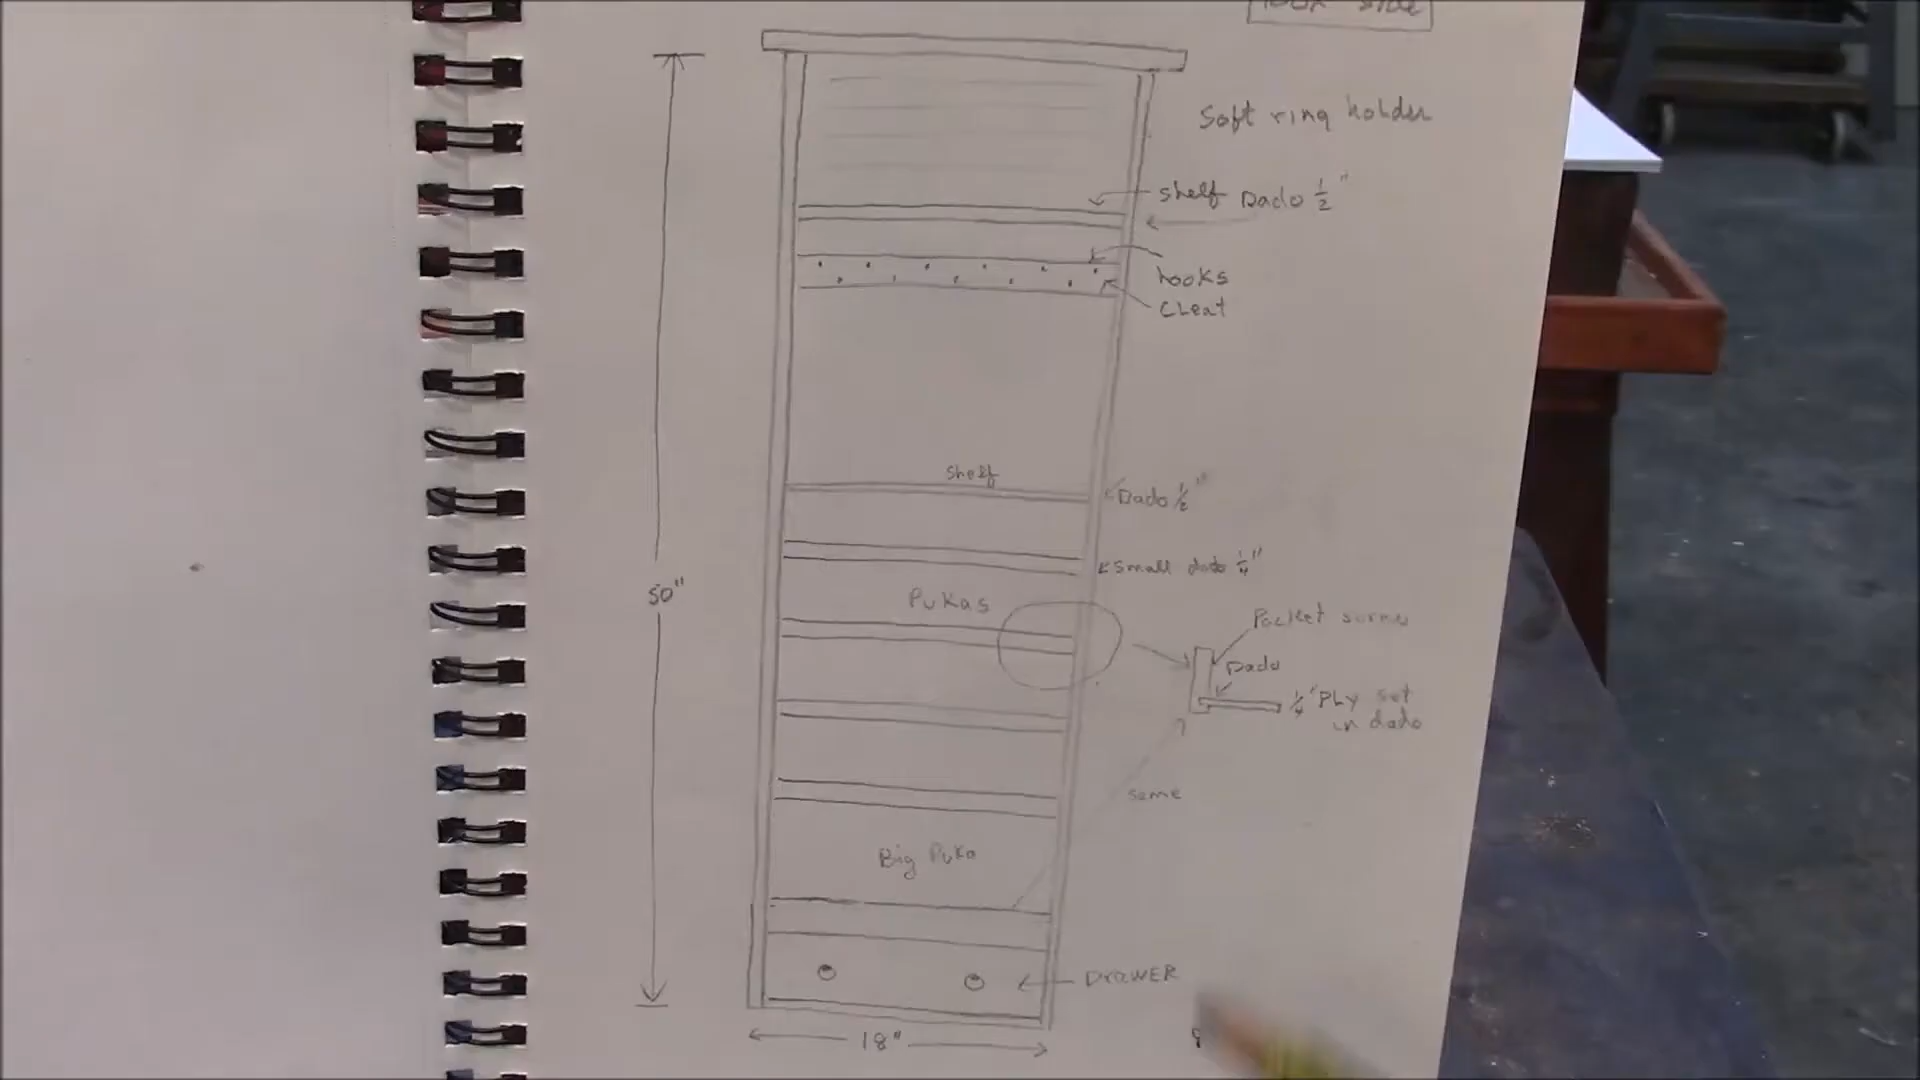 side
Soft ring holder
shelf Dado 1/2"
hooks
cleat
shelf
Dado 1/2"
small dado 1/4"
50"
Pukas
Pocket
Dado
1/4" Ply set
in dado
same
Big Puka
Drawer
18"